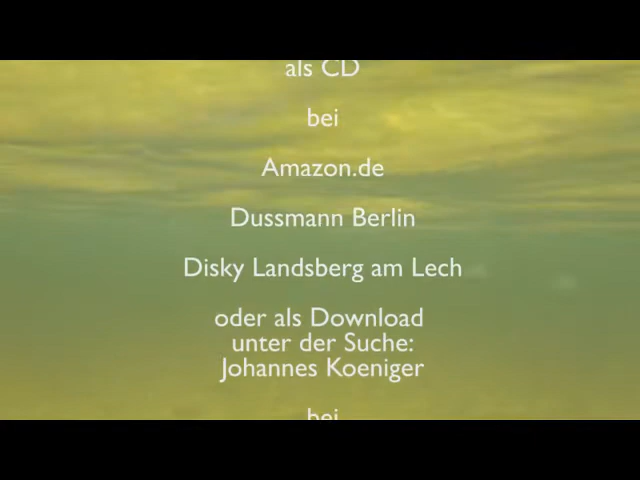 als CD
bei
Amazon.de
Dussmann Berlin
Disky Landsberg am Lech
oder als Download
unter der Suche:
Johannes Koeniger
bei